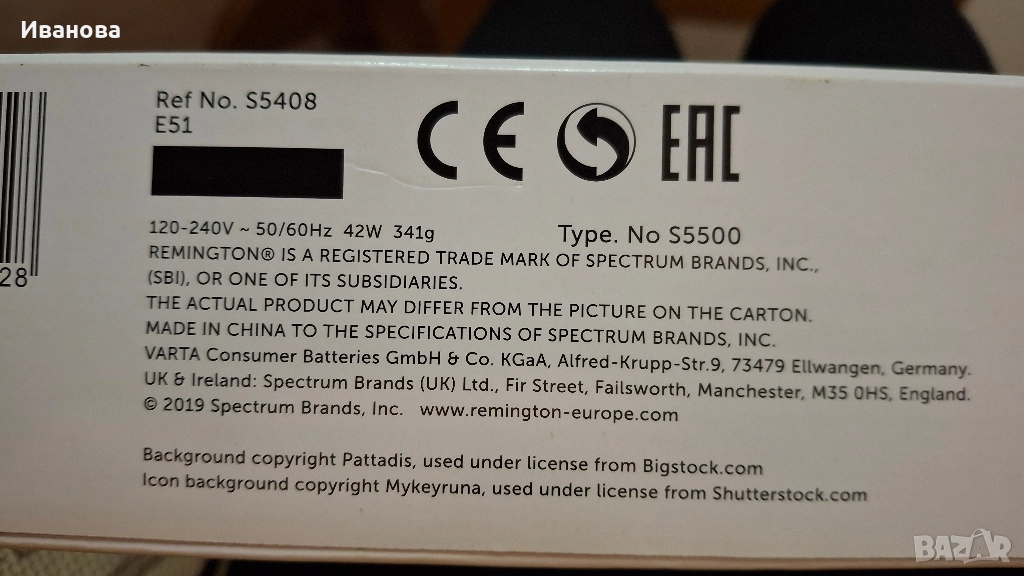 Иванова
Ref No. S5408
E51
CE EAC
28
120-240V ~ 50/60Hz 42W 341g
Type. No S5500
REMINGTON® IS A REGISTERED TRADE MARK OF SPECTRUM BRANDS, INC.,
(SBI), OR ONE OF ITS SUBSIDIARIES.
THE ACTUAL PRODUCT MAY DIFFER FROM THE PICTURE ON THE CARTON.
MADE IN CHINA TO THE SPECIFICATIONS OF SPECTRUM BRANDS, INC.
VARTA Consumer Batteries GmbH & Co. KGaA, Alfred-Krupp-Str.9, 73479 Ellwangen, Germany.
UK & Ireland: Spectrum Brands (UK) Ltd., Fir Street, Failsworth, Manchester, M35 0HS, England.
© 2019 Spectrum Brands, Inc. www.remington-europe.com
Background copyright Pattadis, used under license from Bigstock.com
Icon background copyright Mykeyruna, used under license from Shutterstock.com
BAZAR